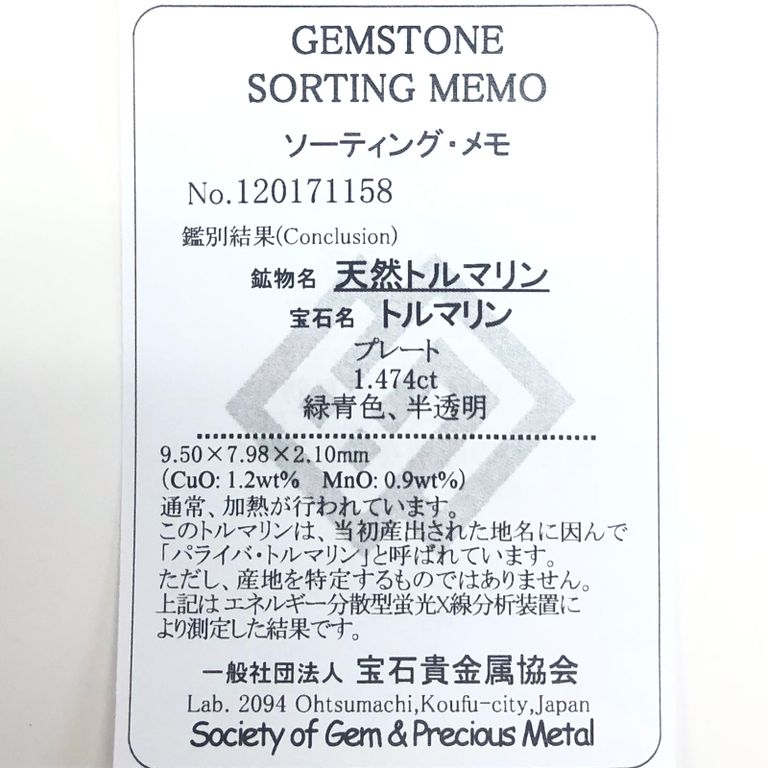 GEMSTONE
SORTING MEMO
ソーティング・メモ
No.120171158
鑑別結果(Conclusion)
鉱物名 天然トルマリン
宝石名 トルマリン
プレート
1.474ct
緑青色、半透明
9.50×7.98×2.10mm
(CuO: 1.2wt% MnO: 0.9wt%)
通常、加熱が行われています。
このトルマリンは、当初産出された地名に因んで
「パライバ・トルマリン」と呼ばれています。
ただし、産地を特定するものではありません。
上記は エネルギー分散型蛍光X線分析装置に
より測定した結果です。
一般社団法人 宝石貴金属協会
Lab. 2094 Ohtsumachi,Koufu-city,Japan
Society of Gem & Precious Metal